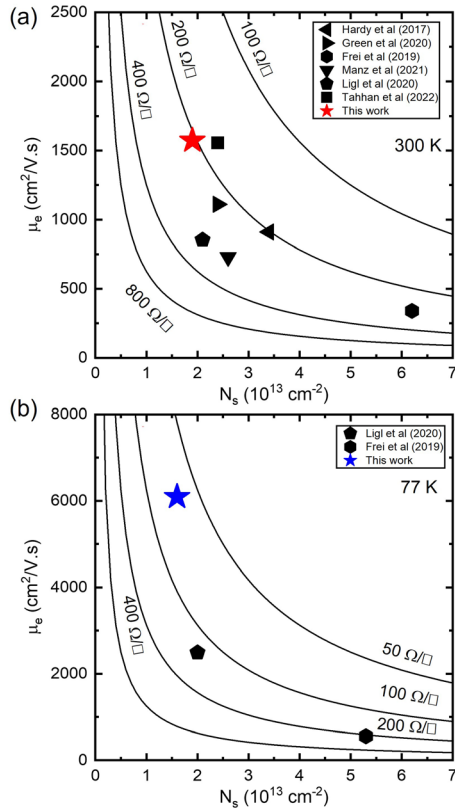 (a)
2500
2000
1500
1000
500
0
μe (cm²/V.s)
100 Ω/□
200 Ω/□
400 Ω/□
800 Ω/□
Hardy et al (2017)
Green et al (2020)
Frei et al (2019)
Manz et al (2021)
Ligl et al (2020)
Tahhan et al (2022)
This work
300 K
0 1 2 3 4 5 6 7
Ns (10¹³ cm⁻²)
(b)
8000
6000
4000
2000
0
μe (cm²/V.s)
Ligl et al (2020)
Frei et al (2019)
This work
77 K
400 Ω/□
50 Ω/□
100 Ω/□
200 Ω/□
0 1 2 3 4 5 6 7
Ns (10¹³ cm⁻²)